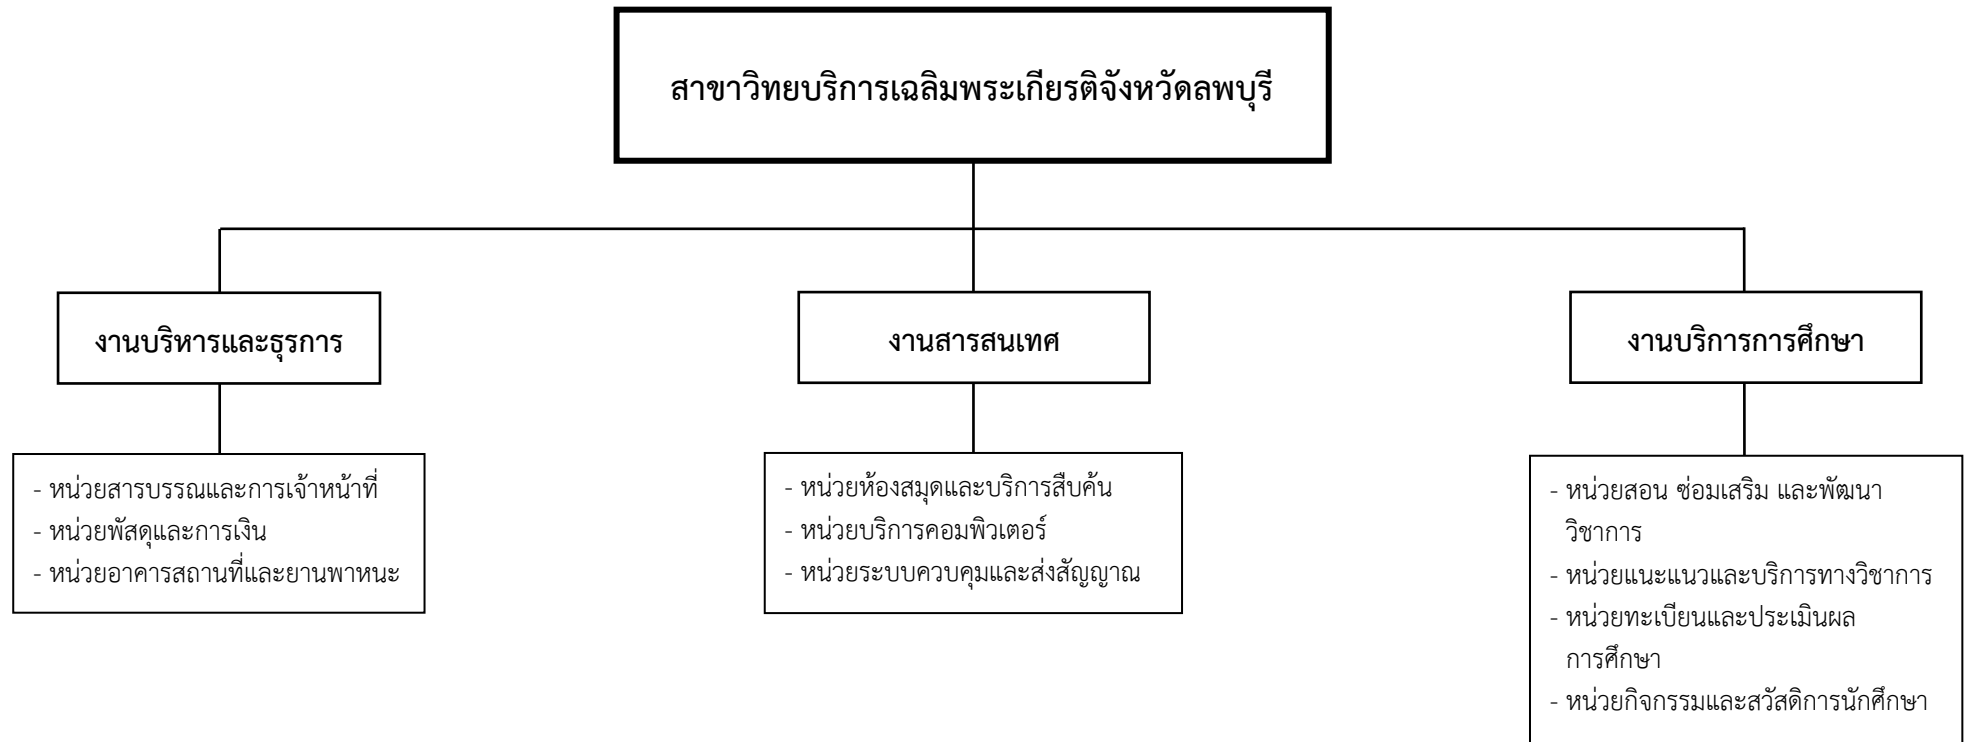 สาขาวิทยบริการเฉลิมพระเกียรติจังหวัดลพบุรี
งานบริหารและธุรการ
- หน่วยสารบรรณและการเจ้าหน้าที่
- หน่วยพัสดุและการเงิน
- หน่วยอาคารสถานที่และยานพาหนะ
งานสารสนเทศ
- หน่วยห้องสมุดและบริการสืบค้น
- หน่วยบริการคอมพิวเตอร์
- หน่วยระบบควบคุมและส่งสัญญาณ
งานบริการการศึกษา
- หน่วยสอน ซ่อมเสริม และพัฒนา
วิชาการ
- หน่วยแนะแนวและบริการทางวิชาการ
- หน่วยทะเบียนและประเมินผล
การศึกษา
- หน่วยกิจกรรมและสวัสดิการนักศึกษา